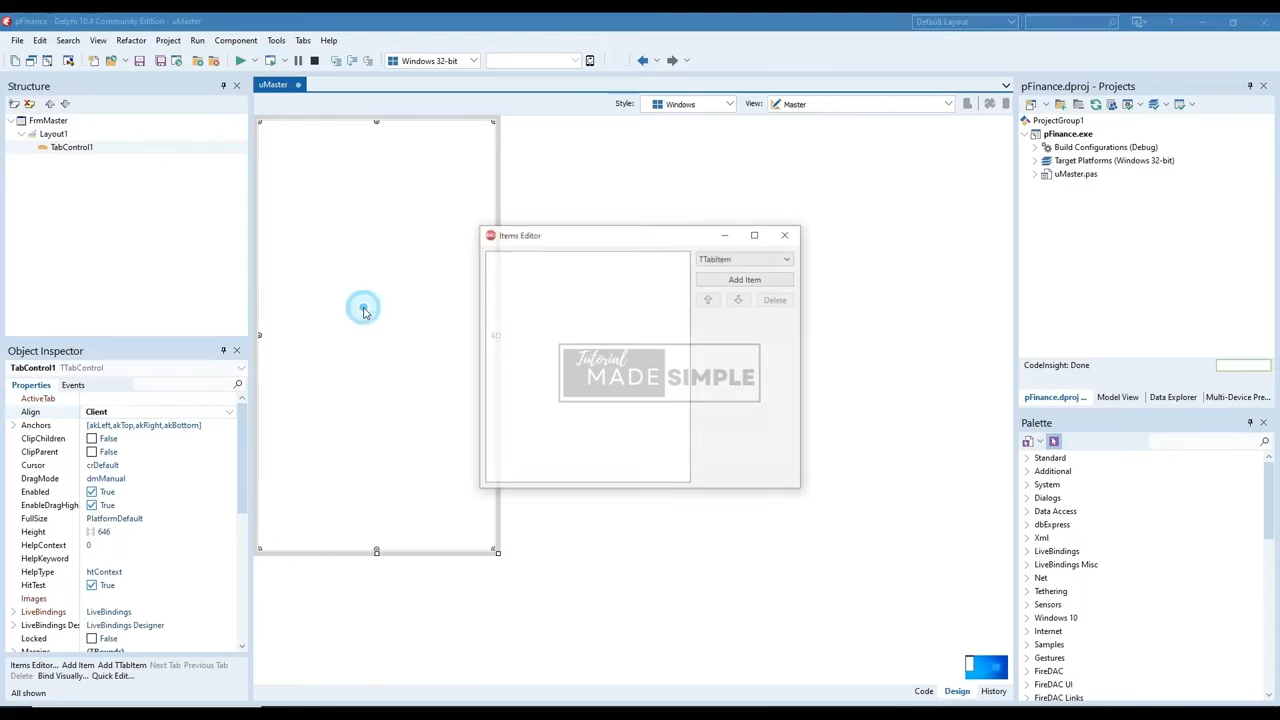 pFinance - Delphi 10.4 Community Edition - uMaster
Default Layout
File Edit Search View Refactor Project Run Component Tools Tabs Help
Windows 32-bit
Structure
FrmMaster
Layout1
TabControl1
Object Inspector
TabControl1 TTabControl
Properties Events
ActiveTab
Align Client
Anchors [akLeft,akTop,akRight,akBottom]
ClipChildren False
ClipParent False
Cursor crDefault
DragMode dmManual
Enabled True
EnableDragHigh True
FullSize PlatformDefault
Height 646
HelpContext 0
HelpKeyword
HelpType htContext
HitTest True
Images
LiveBindings LiveBindings
LiveBindings Des LiveBindings Designer
Locked False
Margins (TBounds)
Items Editor... Add Item Add TTabItem Next Tab Previous Tab
Delete Bind Visually... Quick Edit...
All shown
uMaster
Style: Windows View: Master
Items Editor
TTabItem
Add Item
Delete
Tutorial
MADE SIMPLE
Code Design History
pFinance.dproj - Projects
ProjectGroup1
pFinance.exe
Build Configurations (Debug)
Target Platforms (Windows 32-bit)
uMaster.pas
CodeInsight: Done
pFinance.dproj ... Model View Data Explorer Multi-Device Pre...
Palette
Standard
Additional
System
Dialogs
Data Access
dbExpress
Xml
LiveBindings
LiveBindings Misc
Net
Tethering
Sensors
Windows 10
Internet
Samples
Gestures
FireDAC
FireDAC UI
FireDAC Links